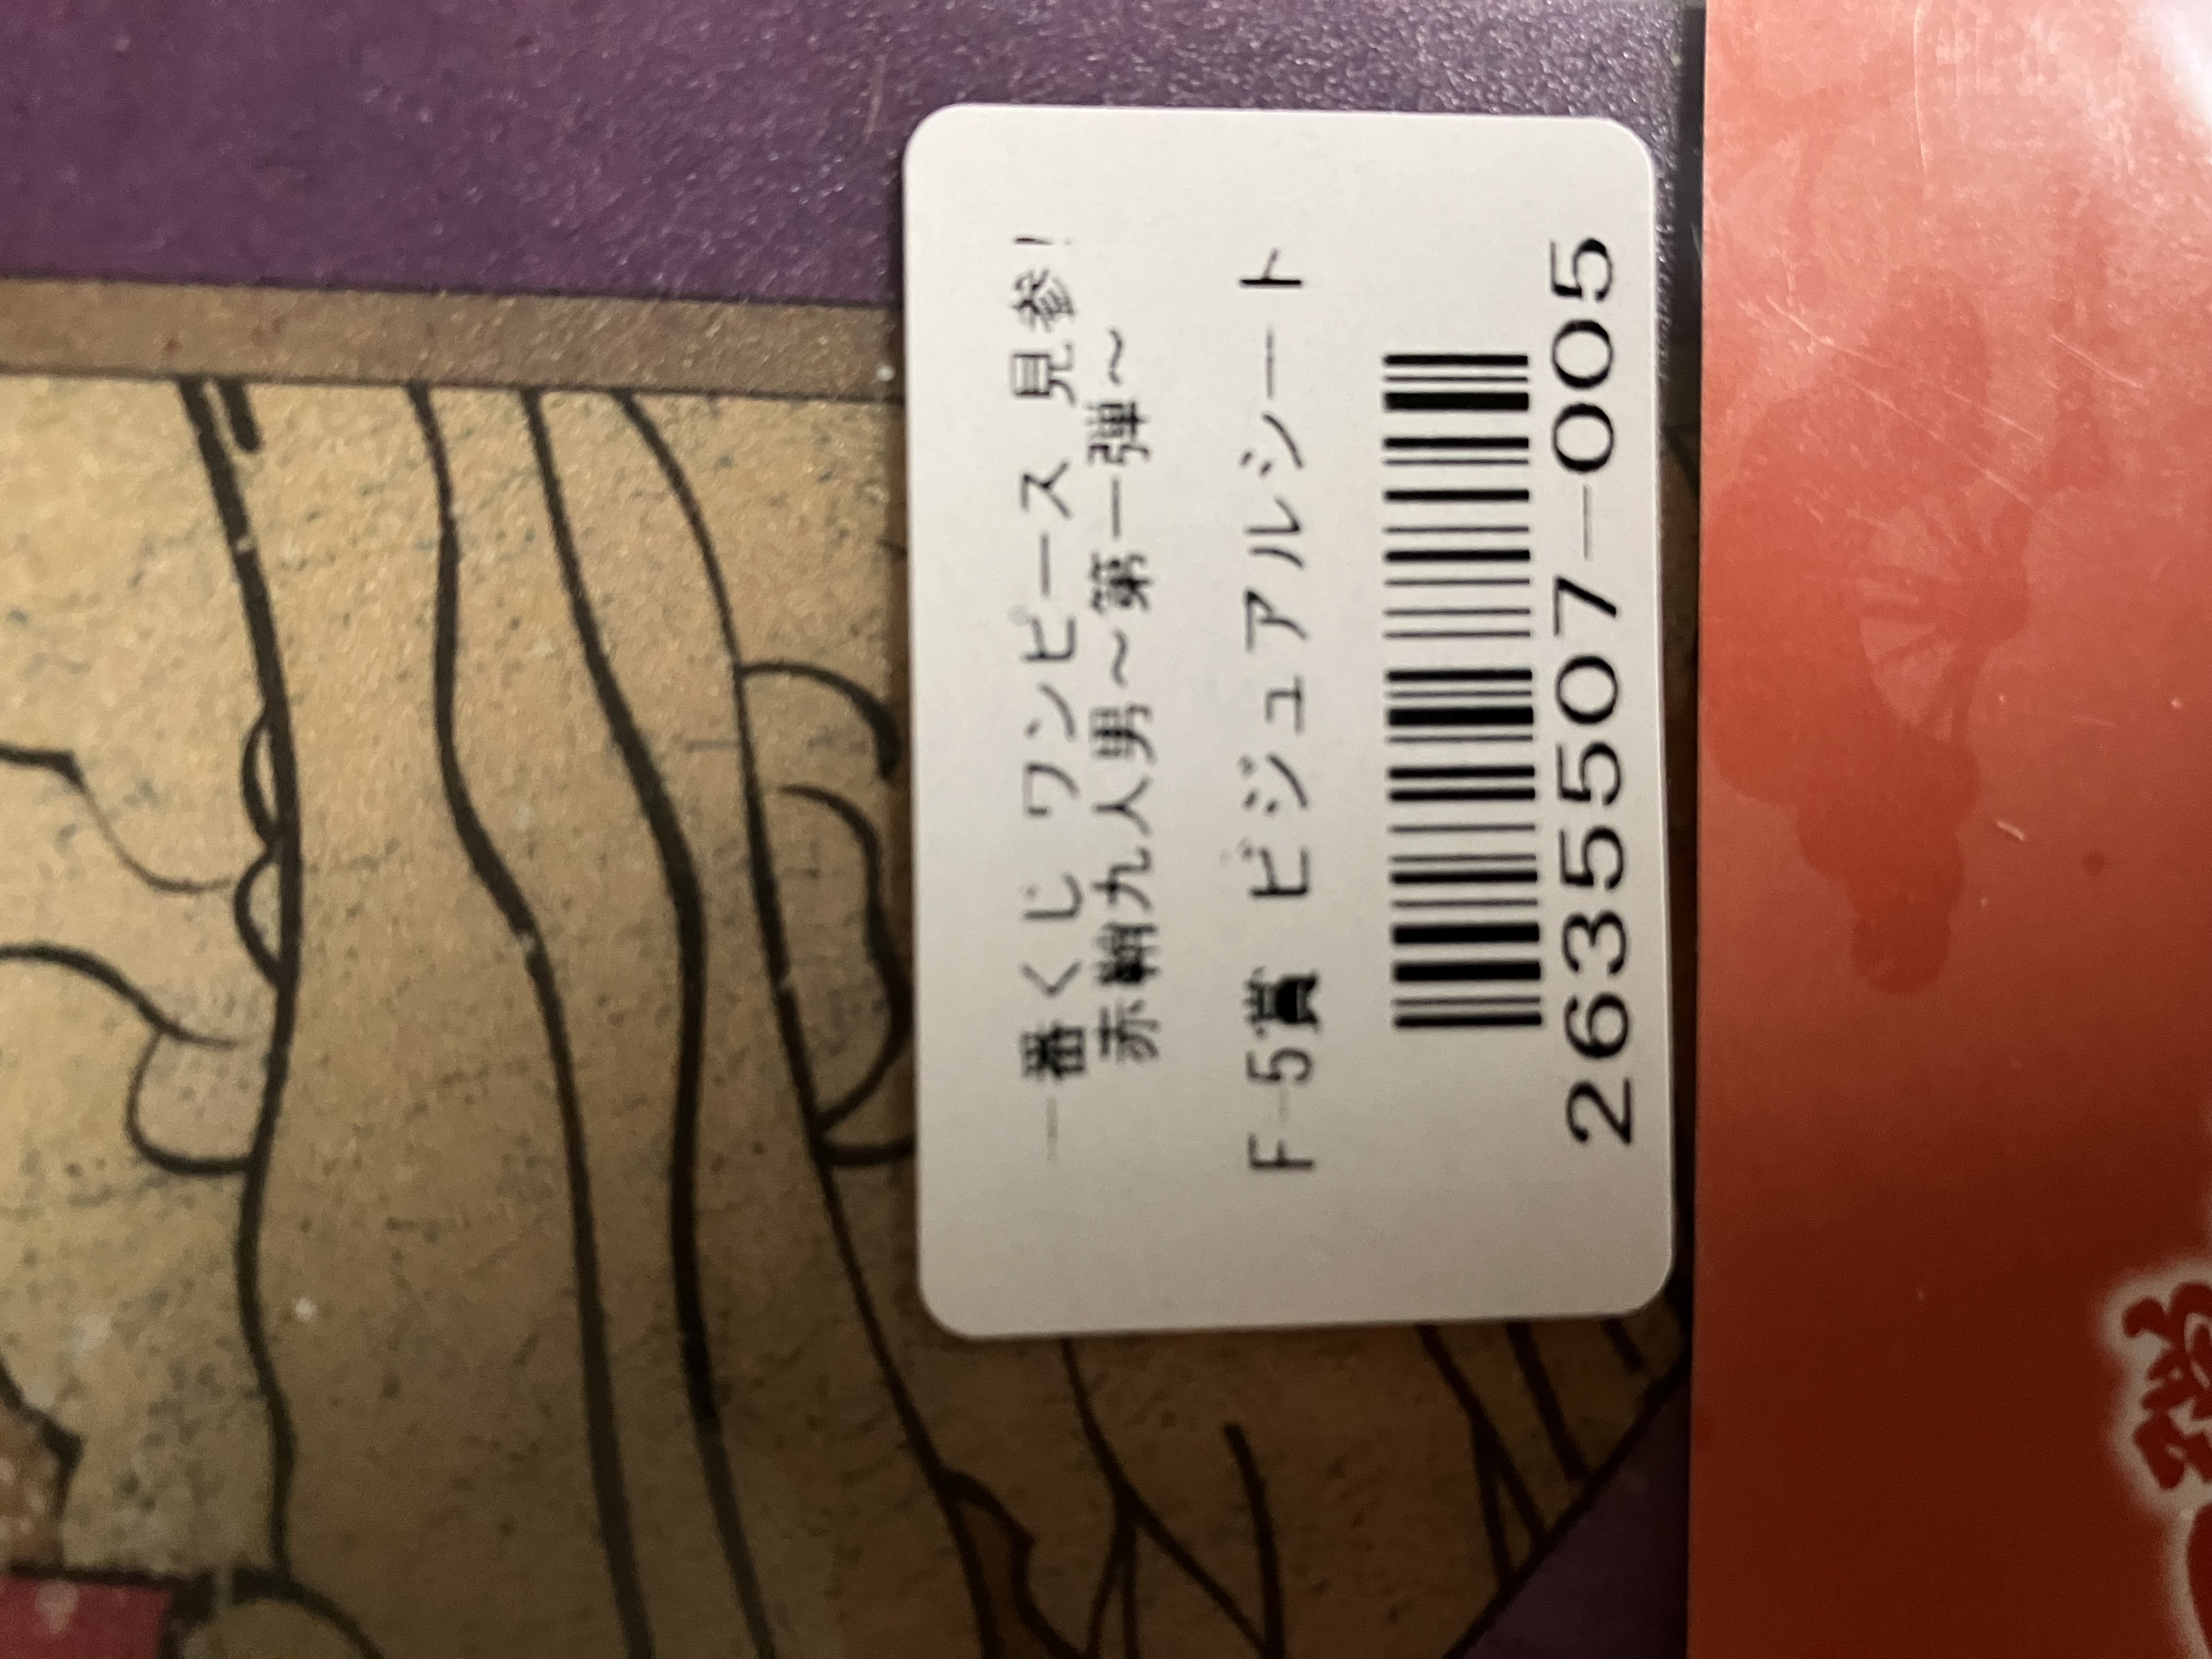 一番くじ ワンピース 見参!
赤鞘九人男～第一弾～
F-5賞 ビジュアルシート
2635507-005